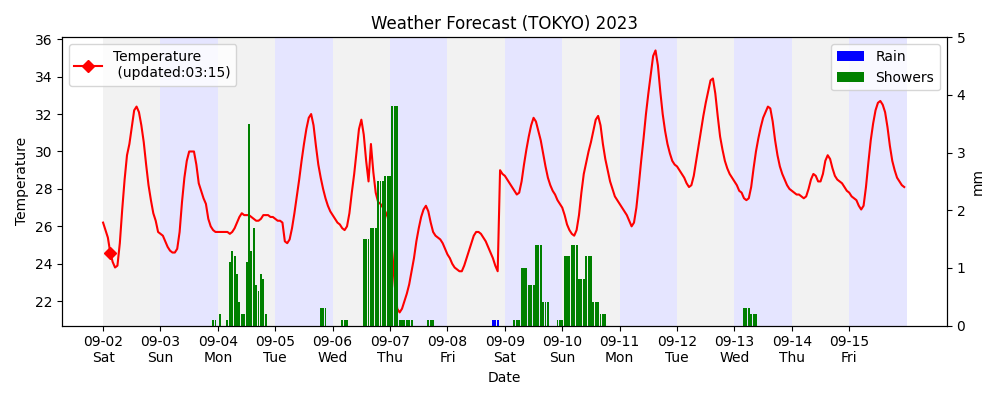 Weather Forecast (TOKYO) 2023
Temperature
(updated:03:15)
Rain
Showers
Temperature
36
34
32
30
28
26
24
22
5
4
3
2
1
0
mm
09-02 09-03 09-04 09-05 09-06 09-07 09-08 09-09 09-10 09-11 09-12 09-13 09-14 09-15
Sat Sun Mon Tue Wed Thu Fri Sat Sun Mon Tue Wed Thu Fri
Date